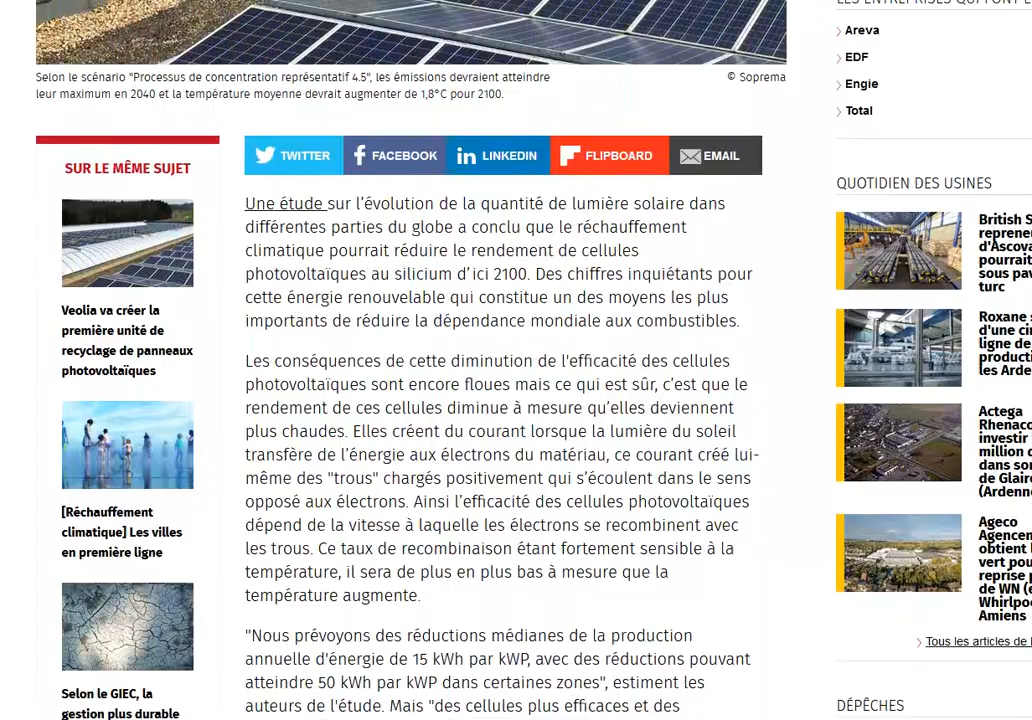 LES ENTREPRISES QUI FONT
Selon le scénario "Processus de concentration représentatif 4.5", les émissions devraient atteindre
leur maximum en 2040 et la température moyenne devrait augmenter de 1,8°C pour 2100.
© Soprema
SUR LE MÊME SUJET
Veolia va créer la
première unité de
recyclage de panneaux
photovoltaïques
[Réchauffement
climatique] Les villes
en première ligne
Selon le GIEC, la
gestion plus durable
TWITTER
FACEBOOK
LINKEDIN
FLIPBOARD
EMAIL
Une étude sur l’évolution de la quantité de lumière solaire dans
différentes parties du globe a conclu que le réchauffement
climatique pourrait réduire le rendement de cellules
photovoltaïques au silicium d’ici 2100. Des chiffres inquiétants pour
cette énergie renouvelable qui constitue un des moyens les plus
importants de réduire la dépendance mondiale aux combustibles.
Les conséquences de cette diminution de l'efficacité des cellules
photovoltaïques sont encore floues mais ce qui est sûr, c’est que le
rendement de ces cellules diminue à mesure qu’elles deviennent
plus chaudes. Elles créent du courant lorsque la lumière du soleil
transfère de l’énergie aux électrons du matériau, ce courant créé lui-
même des "trous" chargés positivement qui s’écoulent dans le sens
opposé aux électrons. Ainsi l’efficacité des cellules photovoltaïques
dépend de la vitesse à laquelle les électrons se recombinent avec
les trous. Ce taux de recombinaison étant fortement sensible à la
température, il sera de plus en plus bas à mesure que la
température augmente.
"Nous prévoyons des réductions médianes de la production
annuelle d'énergie de 15 kWh par kWP, avec des réductions pouvant
atteindre 50 kWh par kWP dans certaines zones", estiment les
auteurs de l'étude. Mais "des cellules plus efficaces et des
Areva
EDF
Engie
Total
QUOTIDIEN DES USINES
British S
repreneu
d'Ascova
pourrait
sous pav
turc
Roxane s
d'une ci
ligne de
producti
les Arde
Actega
Rhenaco
investir
million d
dans son
de Glaire
(Ardenne
Ageco
Agencem
obtient l
vert pou
reprise p
de WN (e
Whirlpoo
Amiens
Tous les articles de
DÉPÊCHES